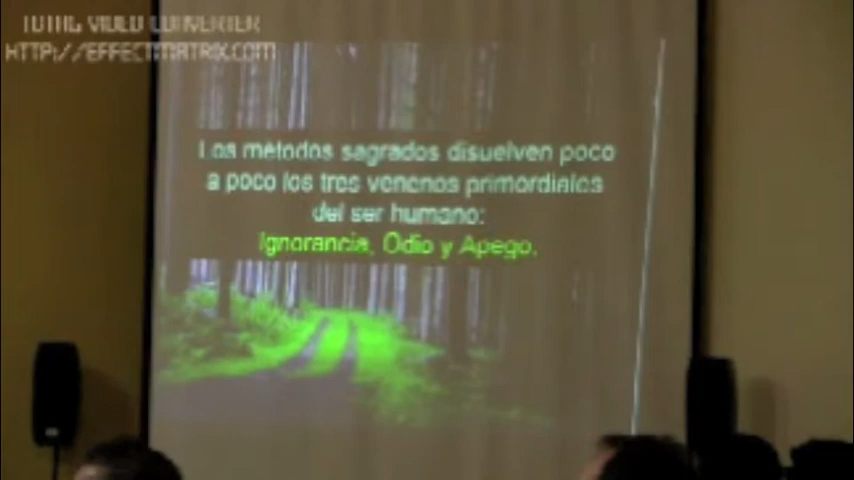 TOTAL VIDEO CONVERTER
HTTP://EFFECTMATRIX.COM
Los métodos sagrados disuelven poco
a poco los tres venenos primordiales
del ser humano:
Ignorancia, Odio y Apego.